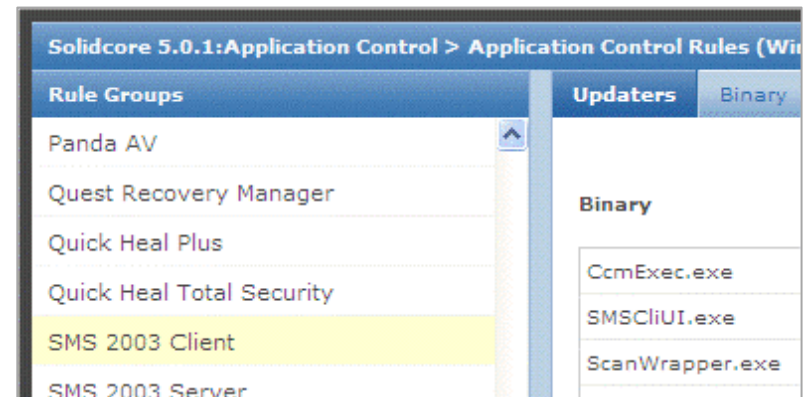 Solidcore 5.0.1:Application Control > Application Control Rules (Wi
Rule Groups
Updaters Binary
Panda AV
Quest Recovery Manager
Binary
Quick Heal Plus
CcmExec.exe
Quick Heal Total Security
SMSCliUI.exe
SMS 2003 Client
ScanWrapper.exe
SMS 2003 Server